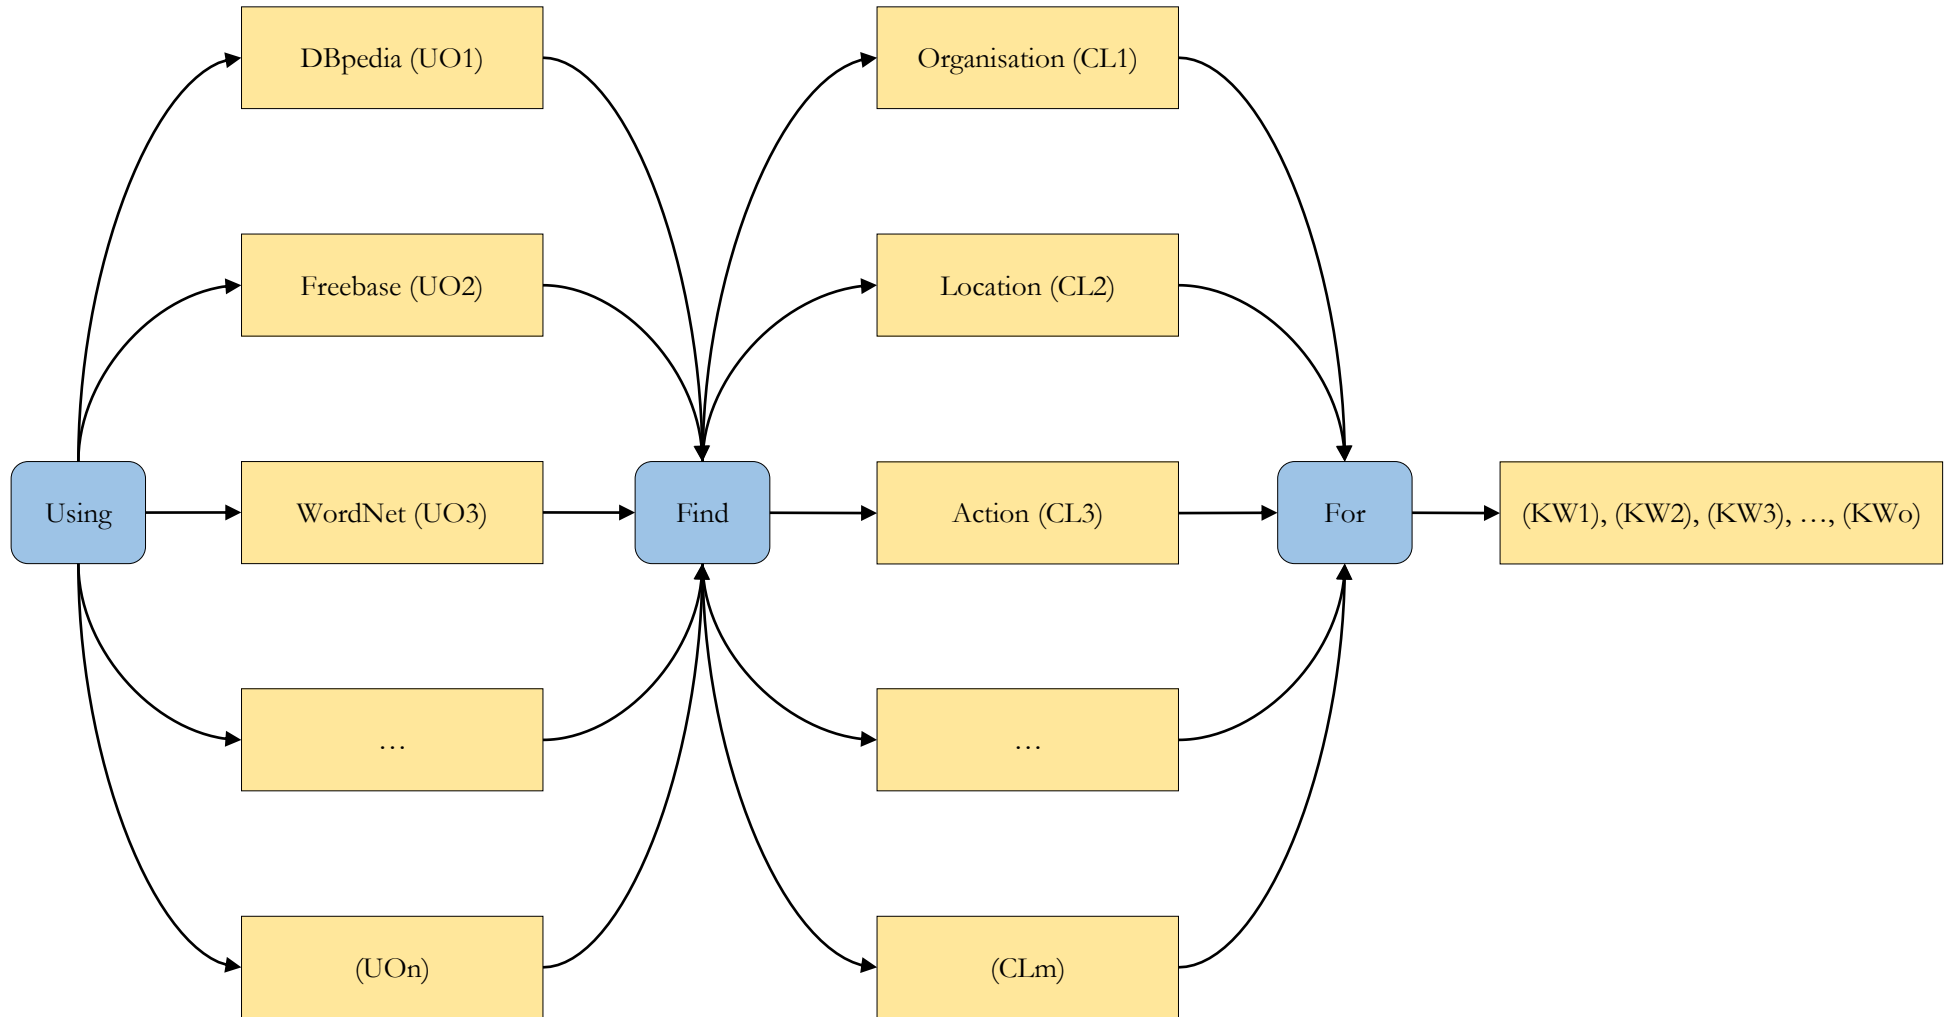 DBpedia (UO1)
Organisation (CL1)
Freebase (UO2)
Location (CL2)
Using
WordNet (UO3)
Find
Action (CL3)
For
(KW1), (KW2), (KW3), …, (KWo)
…
…
(UOn)
(CLm)